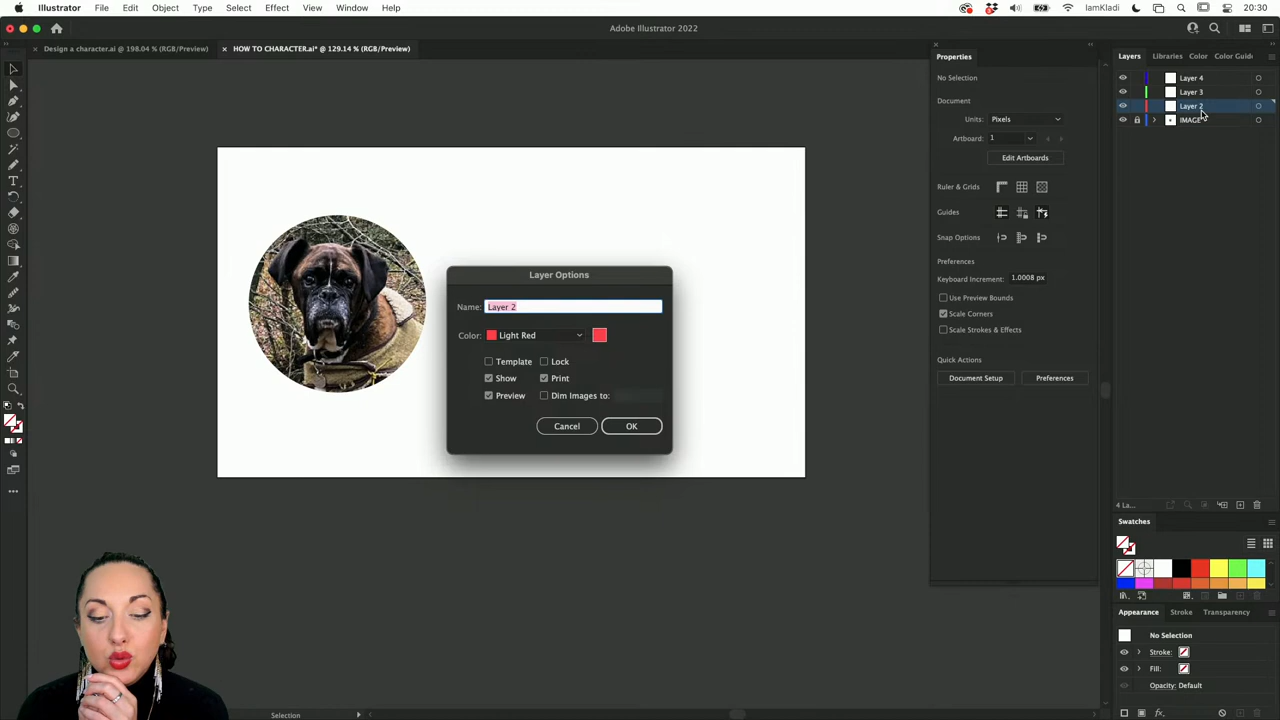 Illustrator File Edit Object Type Select Effect View Window Help IamKladi 20:30
Adobe Illustrator 2022
Design a character.ai @ 198.04 % (RGB/Preview) HOW TO CHARACTER.ai* @ 129.14 % (RGB/Preview)
Properties
No Selection
Document
Units: Pixels
Artboard: 1
Edit Artboards
Ruler & Grids
Guides
Snap Options
Preferences
Keyboard Increment: 1.0008 px
Use Preview Bounds
Scale Corners
Scale Strokes & Effects
Quick Actions
Document Setup Preferences
Layers Libraries Color Color Guide
Layer 4
Layer 3
Layer 2
IMAGE
4 La...
Layer Options
Name: Layer 2
Color: Light Red
Template Lock
Show Print
Preview Dim Images to:
Cancel OK
Swatches
Appearance Stroke Transparency
No Selection
Stroke:
Fill:
Opacity: Default
Selection